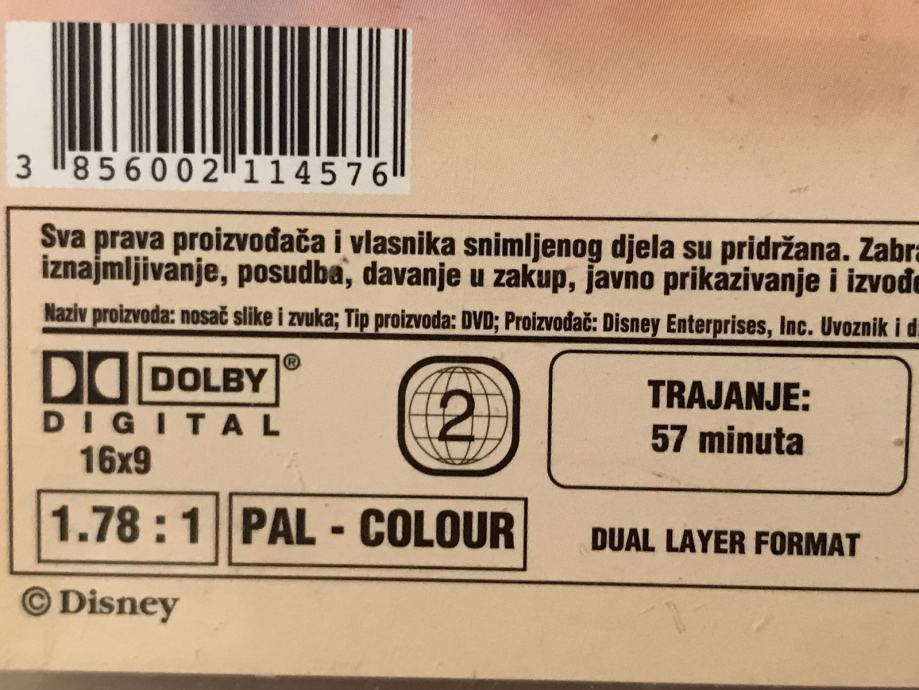 3 856002 114576
Sva prava proizvođača i vlasnika snimljenog djela su pridržana.
iznajmljivanje, posudba, davanje u zakup, javno prikazivanje i
Naziv proizvoda: nosač slike i zvuka; Tip proizvoda: DVD; Proizvođač: Disney Enterprises, Inc. Uvoznik i
DOLBY®
DIGITAL
16x9
2
TRAJANJE:
57 minuta
1.78 : 1
PAL - COLOUR
DUAL LAYER FORMAT
© Disney